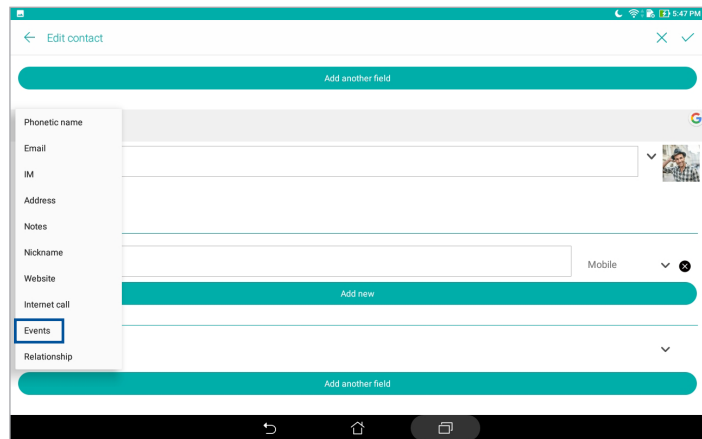 5:47 PM
Edit contact
Add another field
Phonetic name
Email
IM
Address
Notes
Nickname
Website
Internet call
Events
Relationship
Mobile
Add new
Add another field